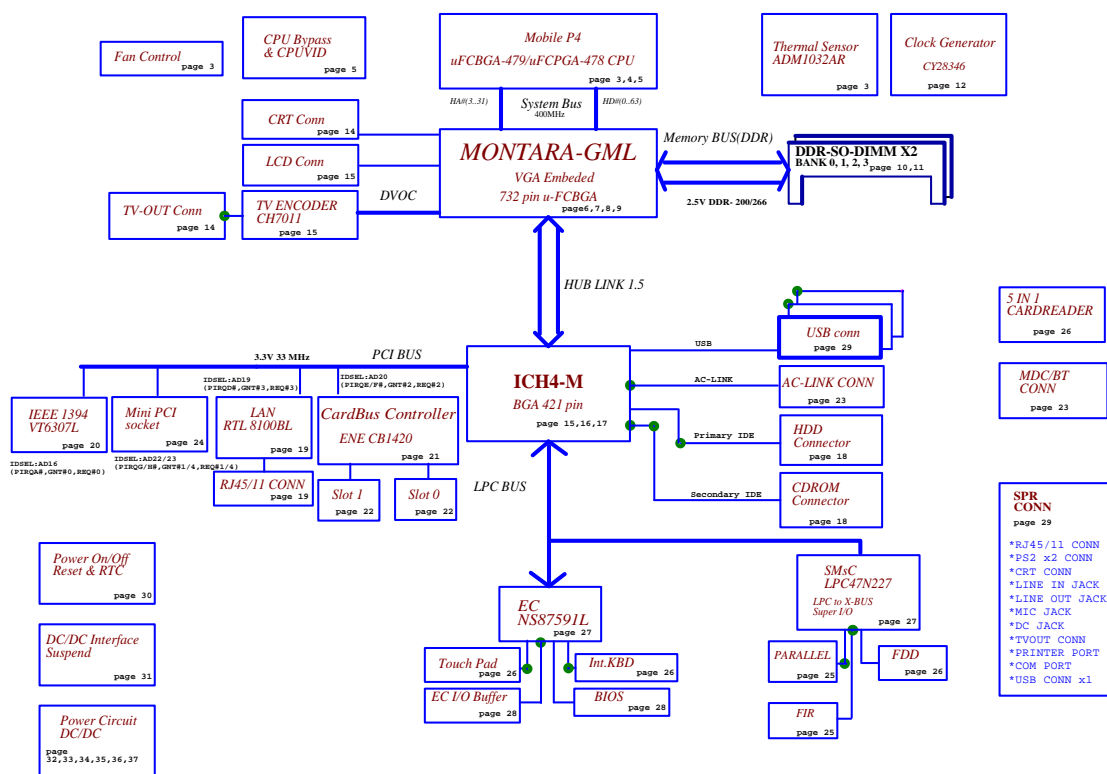 Fan Control
page 3
CPU Bypass
& CPUVID
page 5
Mobile P4
uFCBGA-479/uFCPGA-478 CPU
page 3,4,5
Thermal Sensor
ADM1032AR
page 3
Clock Generator
CY28346
page 12
HA#(3..31)
System Bus
400MHz
HD#(0..63)
CRT Conn
page 14
LCD Conn
page 15
TV-OUT Conn
page 14
TV ENCODER
CH7011
page 15
DVOC
MONTARA-GML
VGA Embeded
732 pin u-FCBGA
page6,7,8,9
Memory BUS(DDR)
2.5V DDR- 200/266
DDR-SO-DIMM X2
BANK 0, 1, 2, 3
page 10,11
HUB LINK 1.5
USB conn
page 29
USB
5 IN 1
CARDREADER
page 26
3.3V 33 MHz
PCI BUS
IDSEL:AD19
(PIRQD#,GNT#3,REQ#3)
IDSEL:AD20
(PIRQE/F#,GNT#2,REQ#2)
ICH4-M
BGA 421 pin
page 15,16,17
AC-LINK
AC-LINK CONN
page 23
MDC/BT
CONN
page 23
IEEE 1394
VT6307L
page 20
IDSEL:AD16
(PIRQA#,GNT#0,REQ#0)
Mini PCI
socket
page 24
IDSEL:AD22/23
(PIRQG/H#,GNT#1/4,REQ#1/4)
LAN
RTL 8100BL
page 19
RJ45/11 CONN
page 19
CardBus Controller
ENE CB1420
page 21
Slot 1
page 22
Slot 0
page 22
LPC BUS
Primary IDE
HDD
Connector
page 18
Secondary IDE
CDROM
Connector
page 18
SPR
CONN
page 29
*RJ45/11 CONN
*PS2 x2 CONN
*CRT CONN
*LINE IN JACK
*LINE OUT JACK
*MIC JACK
*DC JACK
*TVOUT CONN
*PRINTER PORT
*COM PORT
*USB CONN x1
Power On/Off
Reset & RTC
page 30
DC/DC Interface
Suspend
page 31
Power Circuit
DC/DC
page
32,33,34,35,36,37
EC
NS87591L
page 27
Touch Pad
page 26
Int.KBD
page 26
EC I/O Buffer
page 28
BIOS
page 28
SMsC
LPC47N227
LPC to X-BUS
Super I/O
page 27
PARALLEL
page 25
FDD
page 26
FIR
page 25